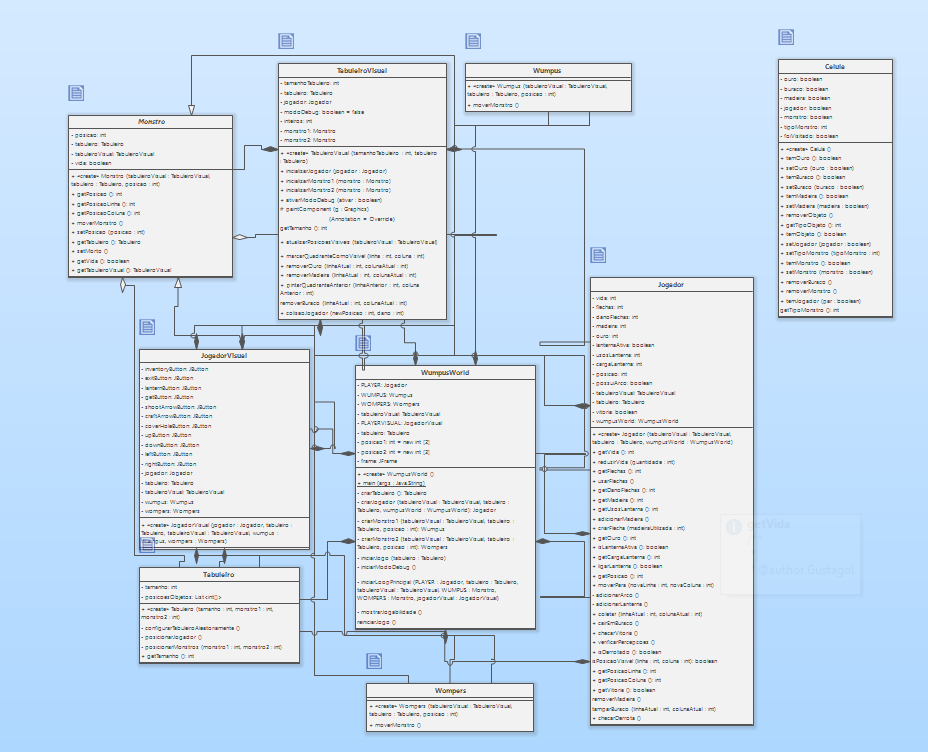 TabuleiroVisual
- tamanhoTabuleiro: int
- tabuleiro: Tabuleiro
- jogador: Jogador
- modoDebug: boolean = false
- inteiros: int
- monstro1: Monstro
- monstro2: Monstro
+ «create» TabuleiroVisual (tamanhoTabuleiro : int, tabuleiro
: Tabuleiro)
+ inicializarJogador (jogador : Jogador)
+ inicializarMonstro1 (monstro : Monstro)
+ inicializarMonstro2 (monstro : Monstro)
+ ativarModoDebug (ativar : boolean)
# paintComponent (g : Graphics)
(Annotation = Override)
getTamanho (): int
+ atualizarPosicoesVisiveis (tabuleiroVisual : TabuleiroVisual)
+ marcarQuadranteComoVisivel (linha : int, coluna : int)
+ removerOuro (linhaAtual : int, colunaAtual : int)
+ removerMadeira (linhaAtual : int, colunaAtual : int)
+ pintarQuadranteAnterior (linhaAnterior : int, coluna
Anterior : int)
removerBuraco (linhaAtual : int, colunaAtual : int)
+ colisaoJogador (newPosicao : int, dano : int)
Wumpus
+ «create» Wumpus (tabuleiroVisual : TabuleiroVisual,
tabuleiro : Tabuleiro, posicao : int)
+ moverMonstro ()
Celula
- ouro: boolean
- buraco: boolean
- madeira: boolean
- jogador: boolean
- monstro: boolean
- tipoMonstro: int
- foiVisitado: boolean
+ «create» Celula ()
+ temOuro (): boolean
+ setOuro (ouro : boolean)
+ temBuraco (): boolean
+ setBuraco (buraco : boolean)
+ temMadeira (): boolean
+ setMadeira (madeira : boolean)
+ removerObjeto ()
+ getTipoObjeto (): int
+ temObjeto (): boolean
+ setJogador (jogador : boolean)
+ setTipoMonstro (tipoMonstro : int)
+ temMonstro (): boolean
+ setMonstro (monstro : boolean)
+ removerBuraco ()
+ removerMonstro ()
+ temJogador (par : boolean)
getTipoMonstro (): int
Monstro
- posicao: int
- tabuleiro: Tabuleiro
- tabuleiroVisual: TabuleiroVisual
- vida: boolean
+ «create» Monstro (tabuleiroVisual : TabuleiroVisual,
tabuleiro : Tabuleiro, posicao : int)
+ getPosicao (): int
+ getPosicaoLinha (): int
+ getPosicaoColuna (): int
+ moverMonstro ()
+ setPosicao (posicao : int)
+ getTabuleiro (): Tabuleiro
+ setMorto ()
+ getVida (): boolean
+ getTabuleiroVisual (): TabuleiroVisual
Jogador
- vida: int
- flechas: int
- danoFlechas: int
- madeira: int
- ouro: int
- lanternaAtiva: boolean
- usosLanterna: int
- cargaLanterna: int
- posicao: int
- possuiArco: boolean
- tabuleiroVisual: TabuleiroVisual
- tabuleiro: Tabuleiro
- vitoria: boolean
- wumpusWorld: WumpusWorld
+ «create» Jogador (tabuleiroVisual : TabuleiroVisual,
tabuleiro : Tabuleiro, wumpusWorld : WumpusWorld)
+ getVida (): int
+ reduzirVida (quantidade : int)
+ getFlechas (): int
+ usarFlechas ()
+ getDanoFlechas (): int
+ getMadeira (): int
+ getUsosLanterna (): int
+ adicionarMadeira ()
+ criarFlecha (madeiraUtilizada : int)
+ getOuro (): int
+ isLanternaAtiva (): boolean
+ getCargaLanterna (): int
+ ligarLanterna (): boolean
+ getPosicao (): int
+ moverPara (novaLinha : int, novaColuna : int)
- adicionarArco ()
- adicionarLanterna ()
+ coletar (linhaAtual : int, colunaAtual : int)
+ cairEmBuraco ()
+ checarVitoria ()
+ verificarPercepcoes ()
+ isDerrotado (): boolean
isPosicaoVisivel (linha : int, coluna : int): boolean
+ getPosicaoLinha (): int
+ getPosicaoColuna (): int
+ getVitoria (): boolean
removerMadeira ()
tamparBuraco (linhaAtual : int, colunaAtual : int)
+ checarDerrota ()
JogadorVisual
- inventoryButton: JButton
- exitButton: JButton
- lanternButton: JButton
- getButton: JButton
- shootArrowButton: JButton
- craftArrowButton: JButton
- coverHoleButton: JButton
- upButton: JButton
- downButton: JButton
- leftButton: JButton
- rightButton: JButton
- jogador: Jogador
- tabuleiro: Tabuleiro
- tabuleiroVisual: TabuleiroVisual
- wumpus: Wumpus
- wompers: Wompers
+ «create» JogadorVisual (jogador : Jogador, tabuleiro :
Tabuleiro, tabuleiroVisual : TabuleiroVisual, wumpus :
Wumpus, wompers : Wompers)
WumpusWorld
- PLAYER: Jogador
- WUMPUS: Wumpus
- WOMPERS: Wompers
- tabuleiroVisual: TabuleiroVisual
- PLAYERVISUAL: JogadorVisual
- tabuleiro: Tabuleiro
- posicao1: int = new int [2]
- posicao2: int = new int [2]
- frame: JFrame
+ «create» WumpusWorld ()
+ main (args : JavaString)
- criarTabuleiro (): Tabuleiro
- criarJogador (tabuleiroVisual : TabuleiroVisual, tabuleiro :
Tabuleiro, wumpusWorld : WumpusWorld): Jogador
- criarMonstro1 (tabuleiroVisual : TabuleiroVisual, tabuleiro :
Tabuleiro, posicao : int): Wumpus
- criarMonstro2 (tabuleiroVisual : TabuleiroVisual, tabuleiro :
Tabuleiro, posicao : int): Wompers
- iniciarJogo (tabuleiro : Tabuleiro)
- iniciarModoDebug ()
- iniciarLoopPrincipal (PLAYER : Jogador, tabuleiro : Tabuleiro,
tabuleiroVisual : TabuleiroVisual, WUMPUS : Monstro,
WOMPERS : Monstro, jogadorVisual : JogadorVisual)
- mostrarJogabilidade ()
reiniciarJogo ()
getVida
@author Gustagni
Tabuleiro
- tamanho: int
- posicoesObjetos: List<int[]>
+ «create» Tabuleiro (tamanho : int, monstro1 : int,
monstro2 : int)
- configurarTabuleiroAleatoriamente ()
- posicionarJogador ()
- posicionarMonstros (monstro1 : int, monstro2 : int)
+ getTamanho (): int
Wompers
+ «create» Wompers (tabuleiroVisual : TabuleiroVisual,
tabuleiro : Tabuleiro, posicao : int)
+ moverMonstro ()